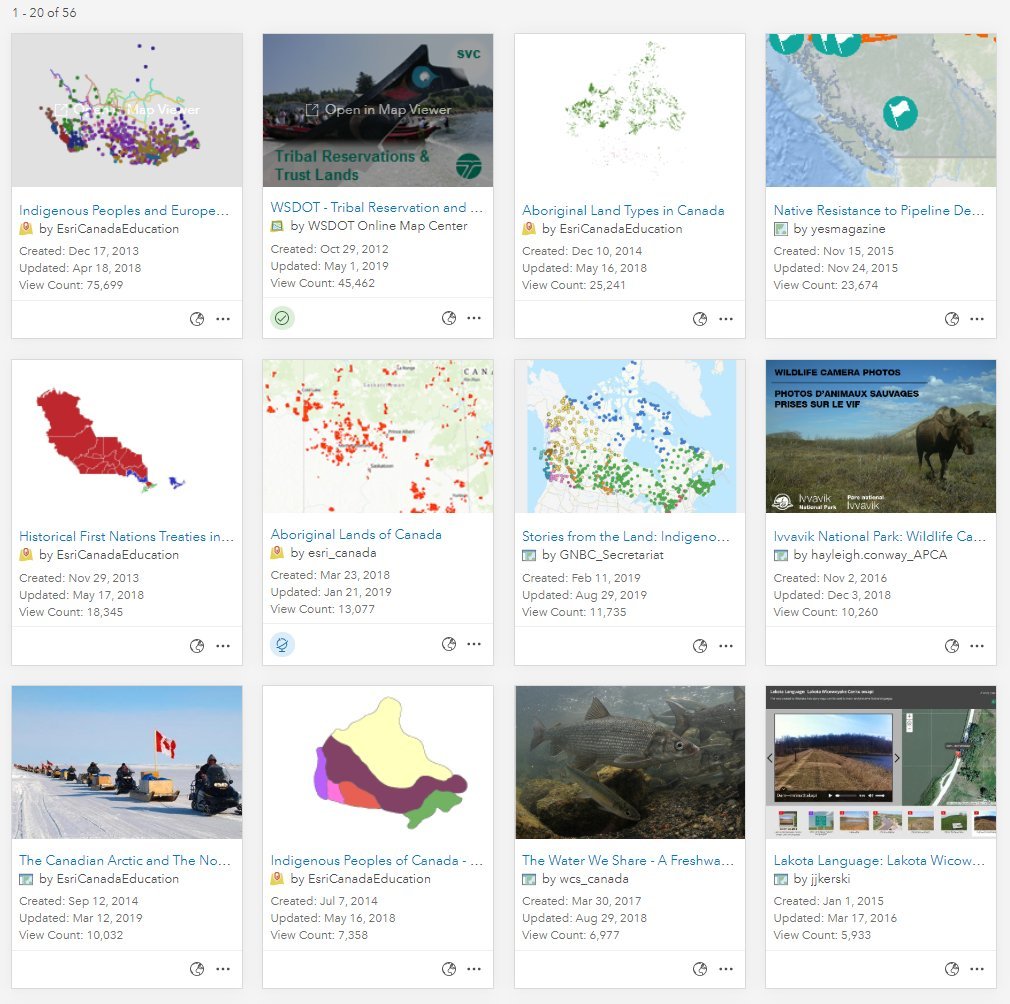 1 - 20 of 56
Open in Map Viewer
Indigenous Peoples and Europe...
by EsriCanadaEducation
Created: Dec 17, 2013
Updated: Apr 18, 2018
View Count: 75,699
svc
Open in Map Viewer
Tribal Reservations &
Trust Lands
WSDOT - Tribal Reservation and ...
by WSDOT Online Map Center
Created: Oct 29, 2012
Updated: May 1, 2019
View Count: 45,462
Aboriginal Land Types in Canada
by EsriCanadaEducation
Created: Dec 10, 2014
Updated: May 16, 2018
View Count: 25,241
Native Resistance to Pipeline De...
by yesmagazine
Created: Nov 15, 2015
Updated: Nov 24, 2015
View Count: 23,674
Historical First Nations Treaties in...
by EsriCanadaEducation
Created: Nov 29, 2013
Updated: May 17, 2018
View Count: 18,345
CAN
Saskatchewan
Prince Albert
Saskatoon
Aboriginal Lands of Canada
by esri_canada
Created: Mar 23, 2018
Updated: Jan 21, 2019
View Count: 13,077
Stories from the Land: Indigeno...
by GNBC_Secretariat
Created: Feb 11, 2019
Updated: Aug 29, 2019
View Count: 11,735
WILDLIFE CAMERA PHOTOS
PHOTOS D'ANIMAUX SAUVAGES
PRISES SUR LE VIF
Ivvavik
National Park
Parc national
Ivvavik
Ivvavik National Park: Wildlife Ca...
by hayleigh.conway_APCA
Created: Nov 2, 2016
Updated: Dec 3, 2018
View Count: 10,260
The Canadian Arctic and The No...
by EsriCanadaEducation
Created: Sep 12, 2014
Updated: Mar 12, 2019
View Count: 10,032
Indigenous Peoples of Canada - ...
by EsriCanadaEducation
Created: Jul 7, 2014
Updated: May 16, 2018
View Count: 7,358
The Water We Share - A Freshwa...
by wcs_canada
Created: Mar 30, 2017
Updated: Aug 29, 2018
View Count: 6,977
Lakota Language: Lakota Wicowoyake
Lakota Language: Lakota Wicow...
by jjkerski
Created: Jan 1, 2015
Updated: Mar 17, 2016
View Count: 5,933